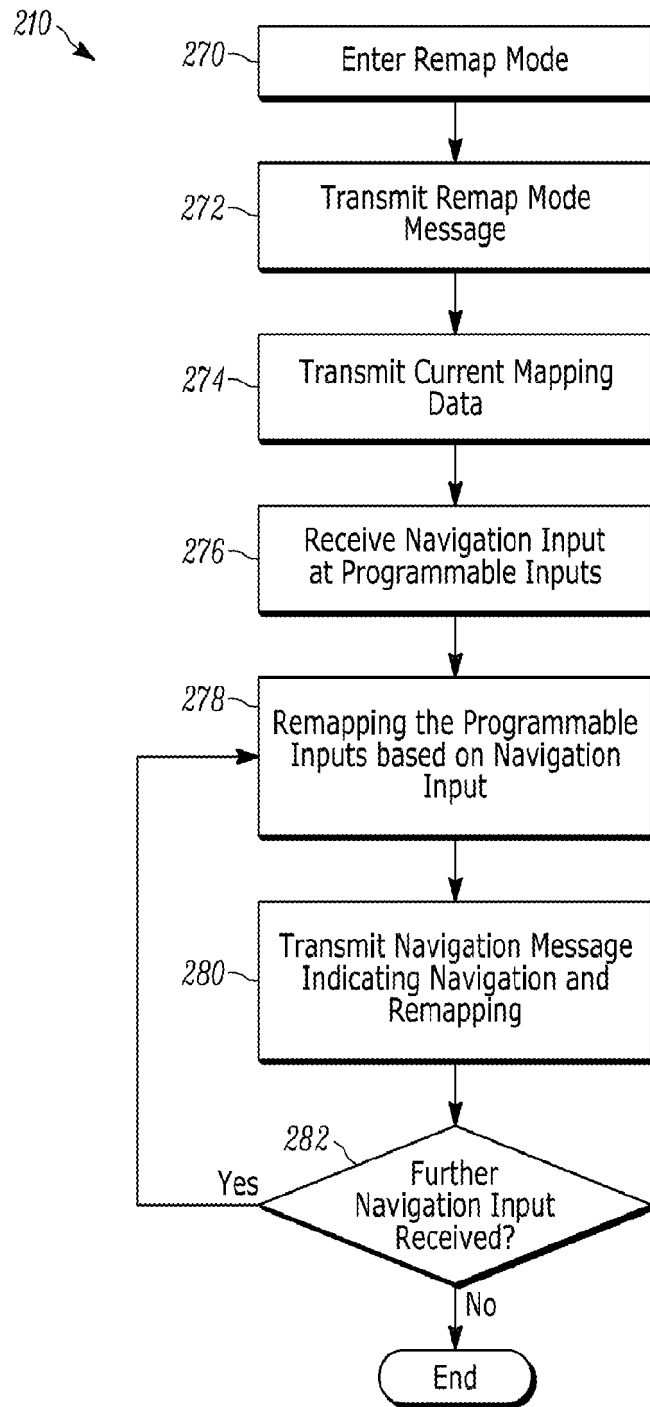 210
270
Enter Remap Mode
272
Transmit Remap Mode
Message
274
Transmit Current Mapping
Data
276
Receive Navigation Input
at Programmable Inputs
278
Remapping the Programmable
Inputs based on Navigation
Input
280
Transmit Navigation Message
Indicating Navigation and
Remapping
282
Further
Navigation Input
Received?
Yes
No
End